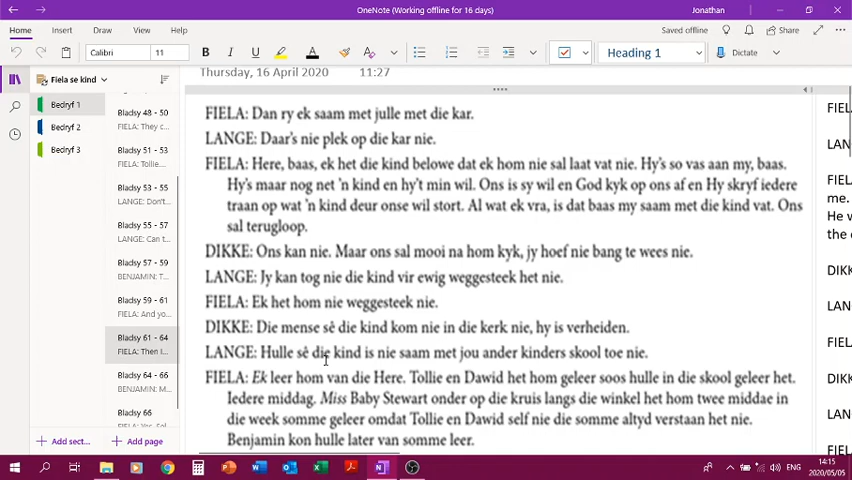 OneNote (Working offline for 16 days)
Jonathan
Home Insert Draw View Help
Saved offline Share
Calibri 11 B I U A Heading 1 Dictate
Thursday, 16 April 2020 11:27
Fiela se kind
Bedryf 1
Bedryf 2
Bedryf 3
Bladsy 48 - 50
FIELA: They c
Bladsy 51 - 53
FIELA: Tollie...
Bladsy 53 - 55
LANGE: Don't...
Bladsy 55 - 57
LANGE: Can t
Bladsy 57 - 59
BENJAMIN: T...
Bladsy 59 - 61
FIELA: And yo
Bladsy 61 - 64
FIELA: Then I...
Bladsy 64 - 66
BENJAMIN: M...
Bladsy 66
Add sect...
Add page
FIELA: Dan ry ek saam met julle met die kar.
LANGE: Daar's nie plek op die kar nie.
FIELA: Here, baas, ek het die kind belowe dat ek hom nie sal laat vat nie. Hy's so vas aan my, baas.
Hy's maar nog net 'n kind en hy't min wil. Ons is sy wil en God kyk op ons af en Hy skryf iedere
traan op wat 'n kind deur onse wil stort. Al wat ek vra, is dat baas my saam met die kind vat. Ons
sal terugloop.
DIKKE: Ons kan nie. Maar ons sal mooi na hom kyk, jy hoef nie bang te wees nie.
LANGE: Jy kan tog nie die kind vir ewig weggesteek het nie.
FIELA: Ek het hom nie weggesteek nie.
DIKKE: Die mense sê die kind kom nie in die kerk nie, hy is verheiden.
LANGE: Hulle sê die kind is nie saam met jou ander kinders skool toe nie.
FIELA: Ek leer hom van die Here. Tollie en Dawid het hom geleer soos hulle in die skool geleer het.
Iedere middag. Miss Baby Stewart onder op die kruis langs die winkel het hom twee middae in
die week somme geleer omdat Tollie en Dawid self nie die somme altyd verstaan het nie.
Benjamin kon hulle later van somme leer.
FIELA
LAN
FIELA
me.
He w
the
DIKK
LAN
FIELA
DIKK
LAN
FIELA
ENG
14:15
2020/05/05